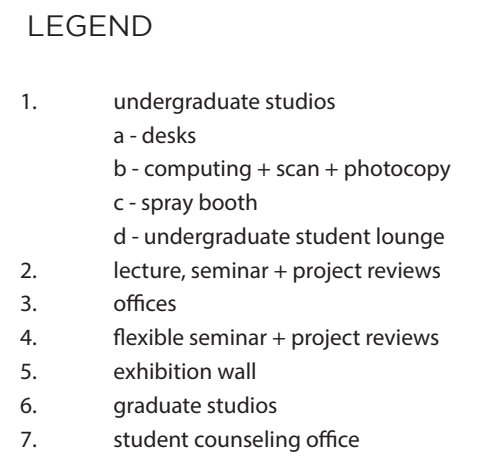 LEGEND
1. undergraduate studios
a - desks
b - computing + scan + photocopy
c - spray booth
d - undergraduate student lounge
2. lecture, seminar + project reviews
3. offices
4. flexible seminar + project reviews
5. exhibition wall
6. graduate studios
7. student counseling office